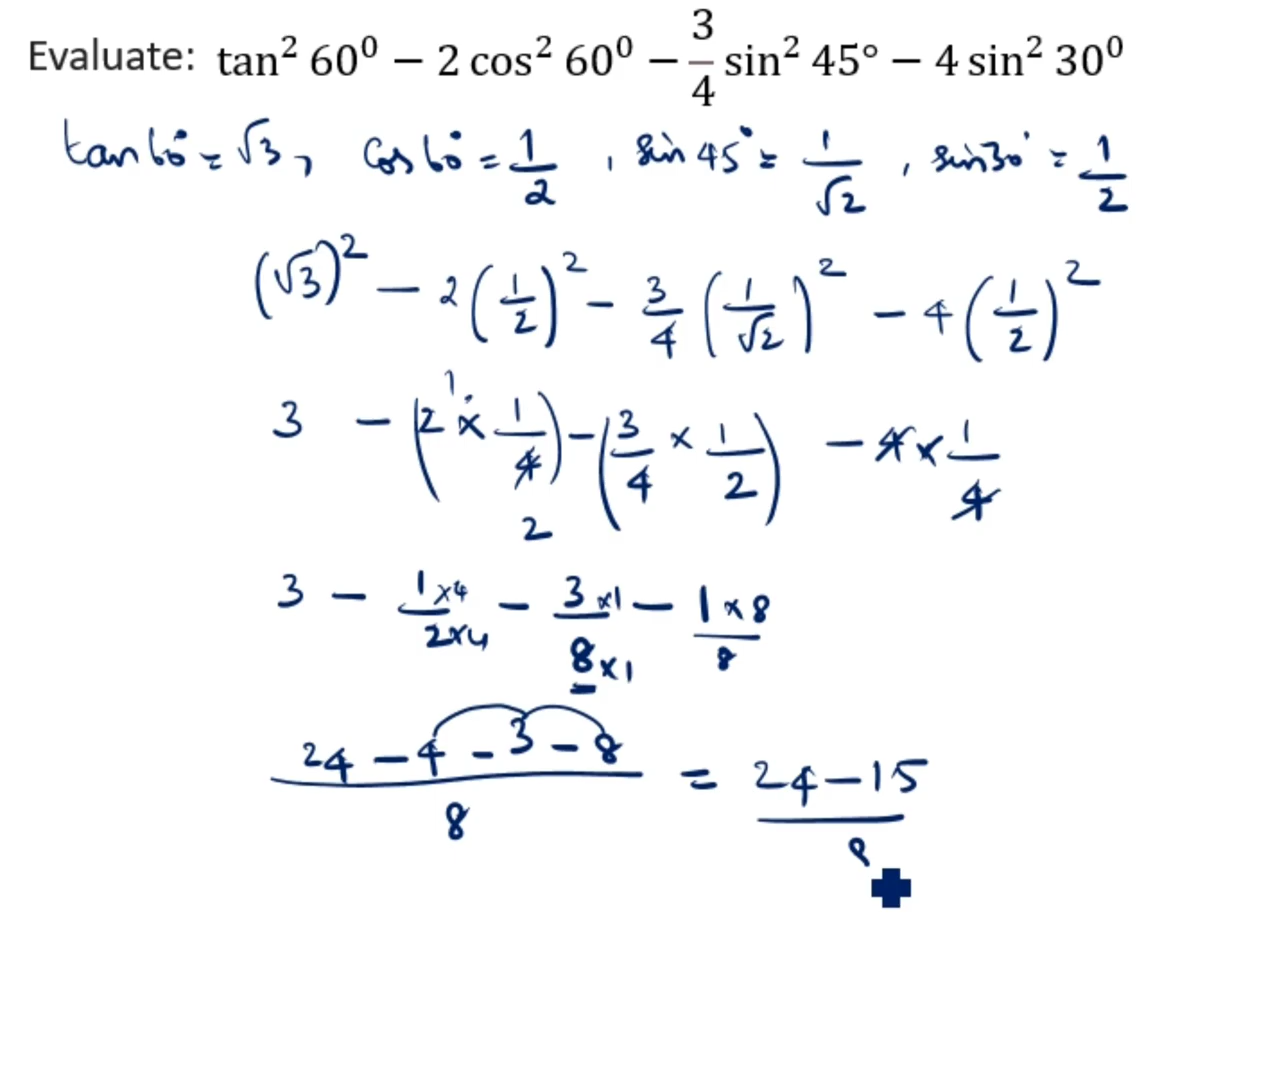 Evaluate: tan² 60⁰ − 2 cos² 60⁰ − 3/4 sin² 45° − 4 sin² 30⁰
tan 60° = √3, cos 60° = 1/2, sin 45° = 1/√2, sin 30° = 1/2
(√3)² − 2(1/2)² − 3/4 (1/√2)² − 4(1/2)²
1
3 − (2 × 1/4) − (3/4 × 1/2) − 4 × 1/4
2
3 − 1×4/2×4 − 3×1/8×1 − 1×8/8
24 − 4 − 3 − 8/8 = 24 − 15/8